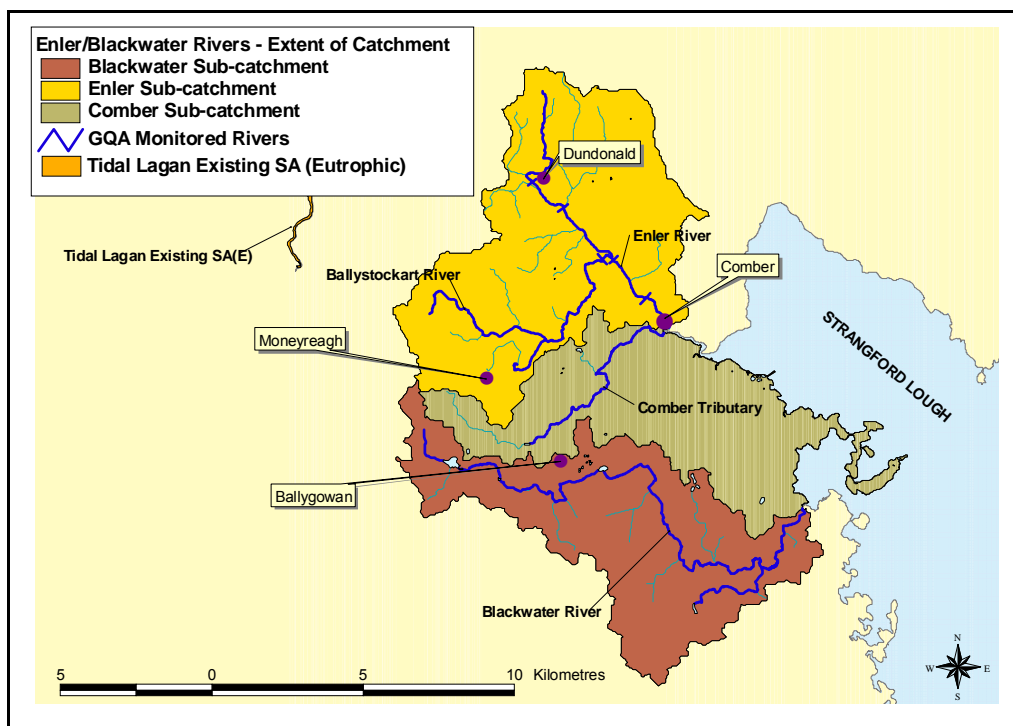 Enler/Blackwater Rivers - Extent of Catchment
Blackwater Sub-catchment
Enler Sub-catchment
Comber Sub-catchment
GQA Monitored Rivers
Tidal Lagan Existing SA (Eutrophic)
Dundonald
Tidal Lagan Existing SA(E)
Enler River
Ballystockart River
Comber
Moneyreagh
STRANGFORD LOUGH
Comber Tributary
Ballygowan
Blackwater River
5 0 5 10 Kilometres
N
W E
S